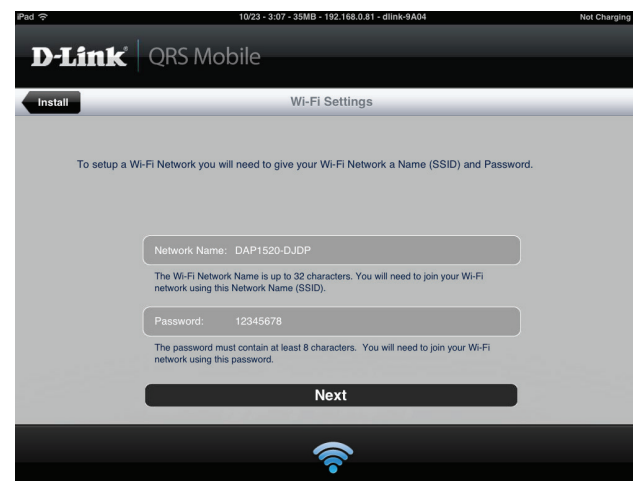 iPad 10/23 - 3:07 - 35MB - 192.168.0.81 - dlink-9A04 Not Charging
D-Link® QRS Mobile
Install Wi-Fi Settings
To setup a Wi-Fi Network you will need to give your Wi-Fi Network a Name (SSID) and Password.
Network Name: DAP1520-DJDP
The Wi-Fi Network Name is up to 32 characters. You will need to join your Wi-Fi
network using this Network Name (SSID).
Password: 12345678
The password must contain at least 8 characters. You will need to join your Wi-Fi
network using this password.
Next